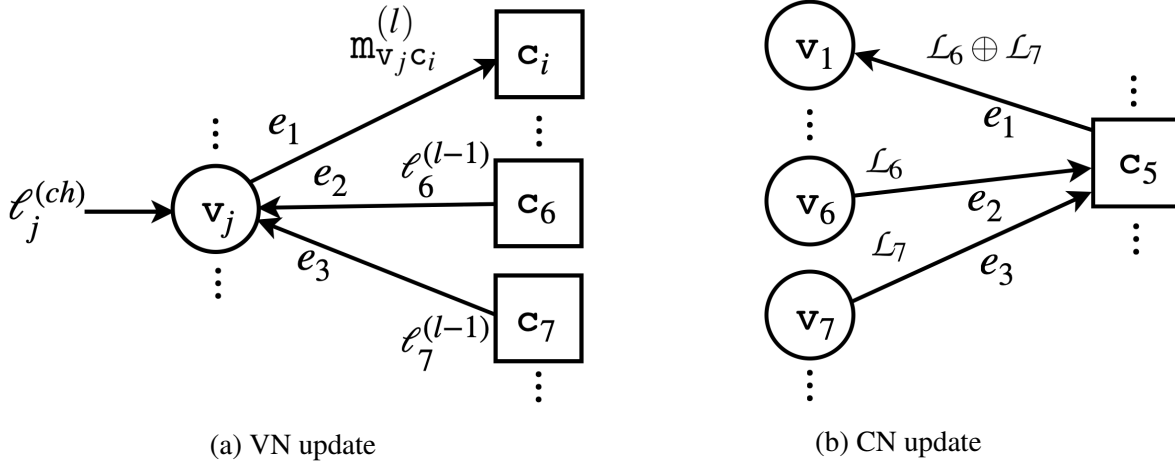 m_{v_j c_i}^{(l)}
c_i
e_1
ℓ_6^{(l−1)}
e_2
ℓ_j^{(ch)}
v_j
c_6
e_3
ℓ_7^{(l−1)}
c_7
(a) VN update
v_1
ℒ_6 ⊕ ℒ_7
e_1
c_5
ℒ_6
v_6
e_2
ℒ_7
e_3
v_7
(b) CN update